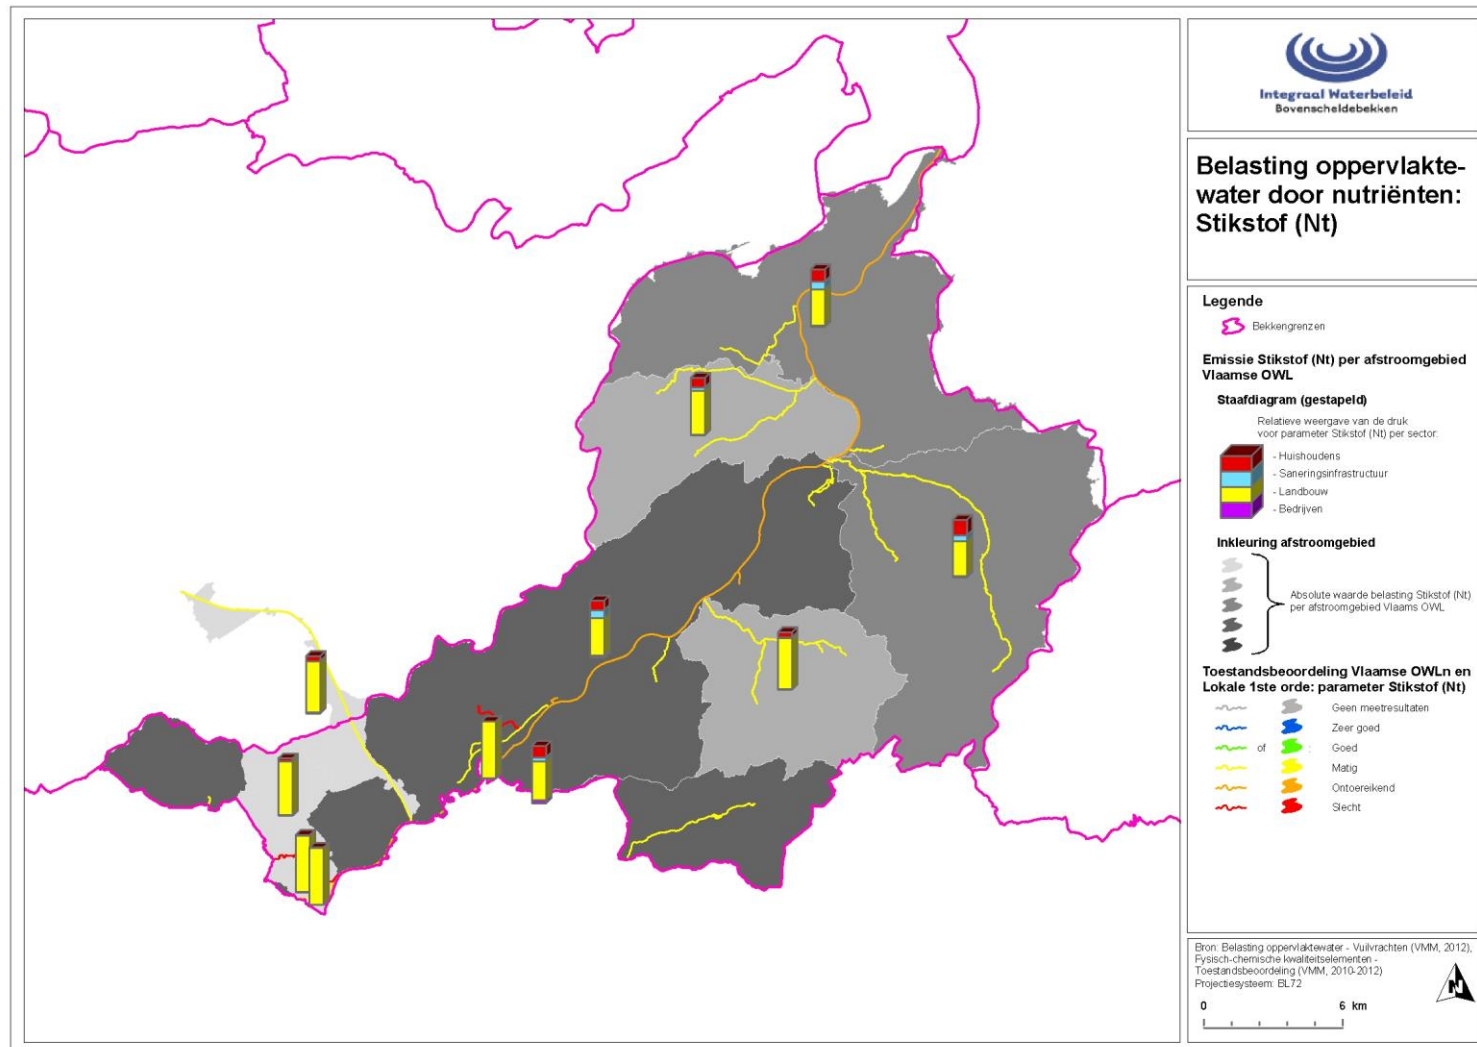 Integraal Waterbeleid
Bovenscheldebekken
Belasting oppervlakte-
water door nutriënten:
Stikstof (Nt)
Legende
Bekkengrenzen
Emissie Stikstof (Nt) per afstroomgebied
Vlaamse OWL
Staafdiagram (gestapeld)
Relatieve weergave van de druk
voor parameter Stikstof (Nt) per sector:
- Huishoudens
- Saneringsinfrastructuur
- Landbouw
- Bedrijven
Inkleuring afstroomgebied
Absolute waarde belasting Stikstof (Nt)
per afstroomgebied Vlaams OWL
Toestandsbeoordeling Vlaamse OWLn en
Lokale 1ste orde: parameter Stikstof (Nt)
Geen meetresultaten
Zeer goed
of : Goed
Matig
Ontoereikend
Slecht
Bron: Belasting oppervlaktewater - Vuilvrachten (VMM, 2012),
Fysisch-chemische kwaliteitselementen -
Toestandsbeoordeling (VMM, 2010-2012)
Projectiesysteem: BL72
N
0 6 km